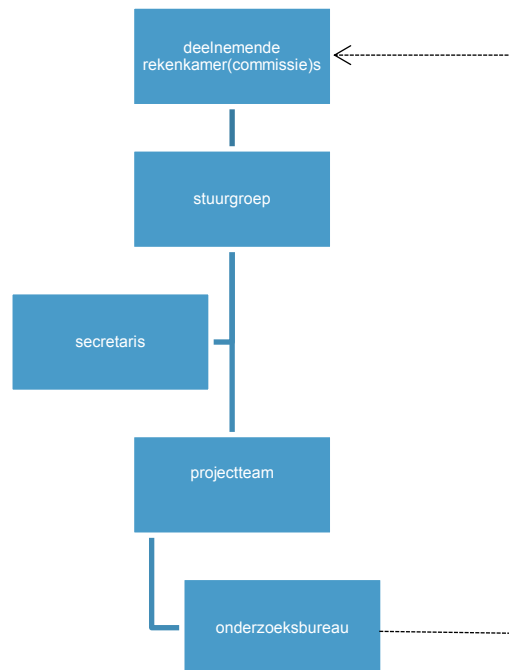 deelnemende
rekenkamer(commissie)s
stuurgroep
secretaris
projectteam
onderzoeksbureau